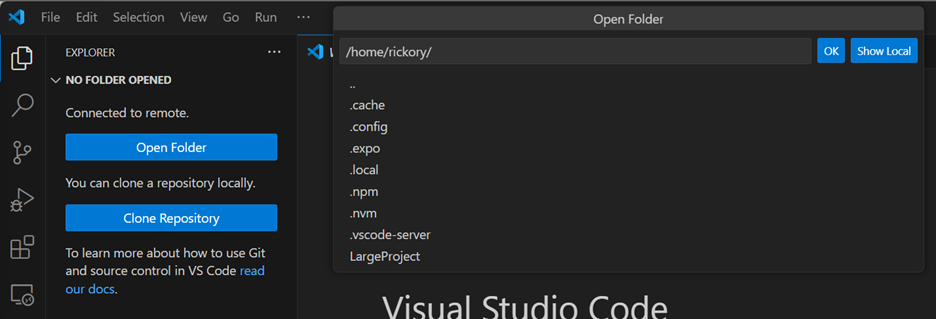 File Edit Selection View Go Run ···
Open Folder
EXPLORER ···
/home/rickory/ OK Show Local
NO FOLDER OPENED
Connected to remote.
Open Folder
You can clone a repository locally.
Clone Repository
To learn more about how to use Git
and source control in VS Code read
our docs.
..
.cache
.config
.expo
.local
.npm
.nvm
.vscode-server
LargeProject
Visual Studio Code